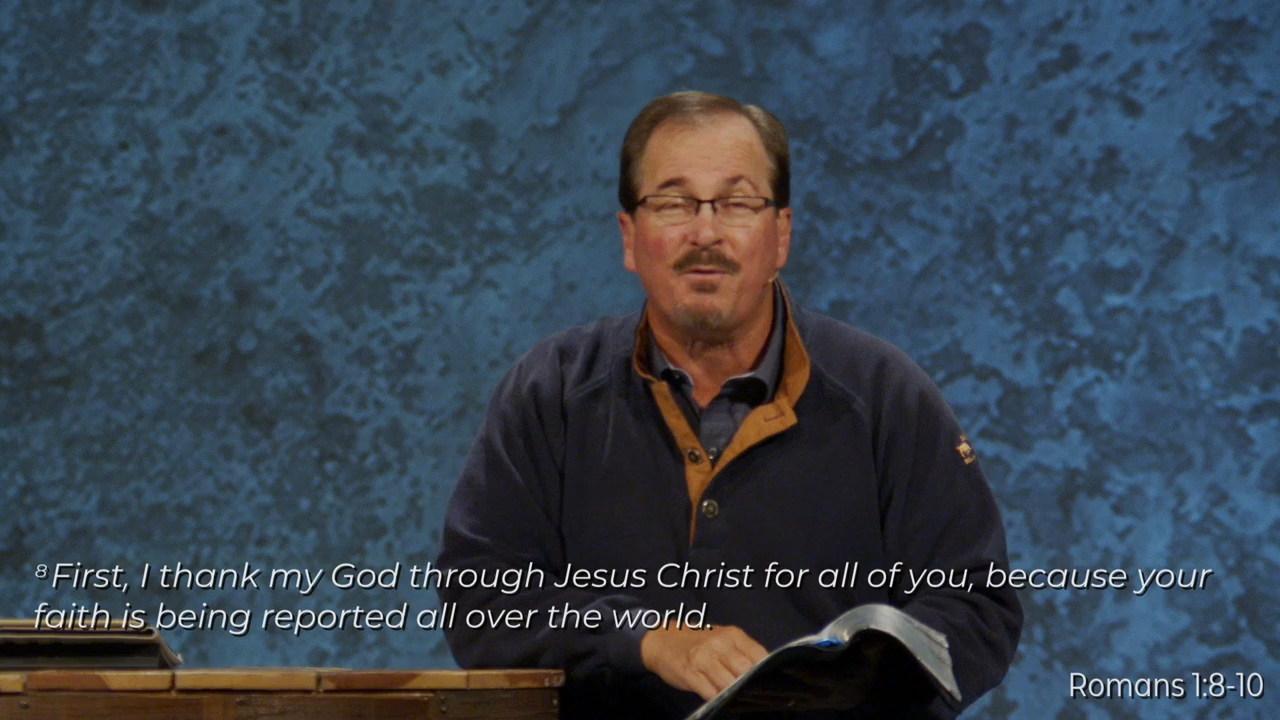 ⁸First, I thank my God through Jesus Christ for all of you, because your
faith is being reported all over the world.
Romans 1:8-10